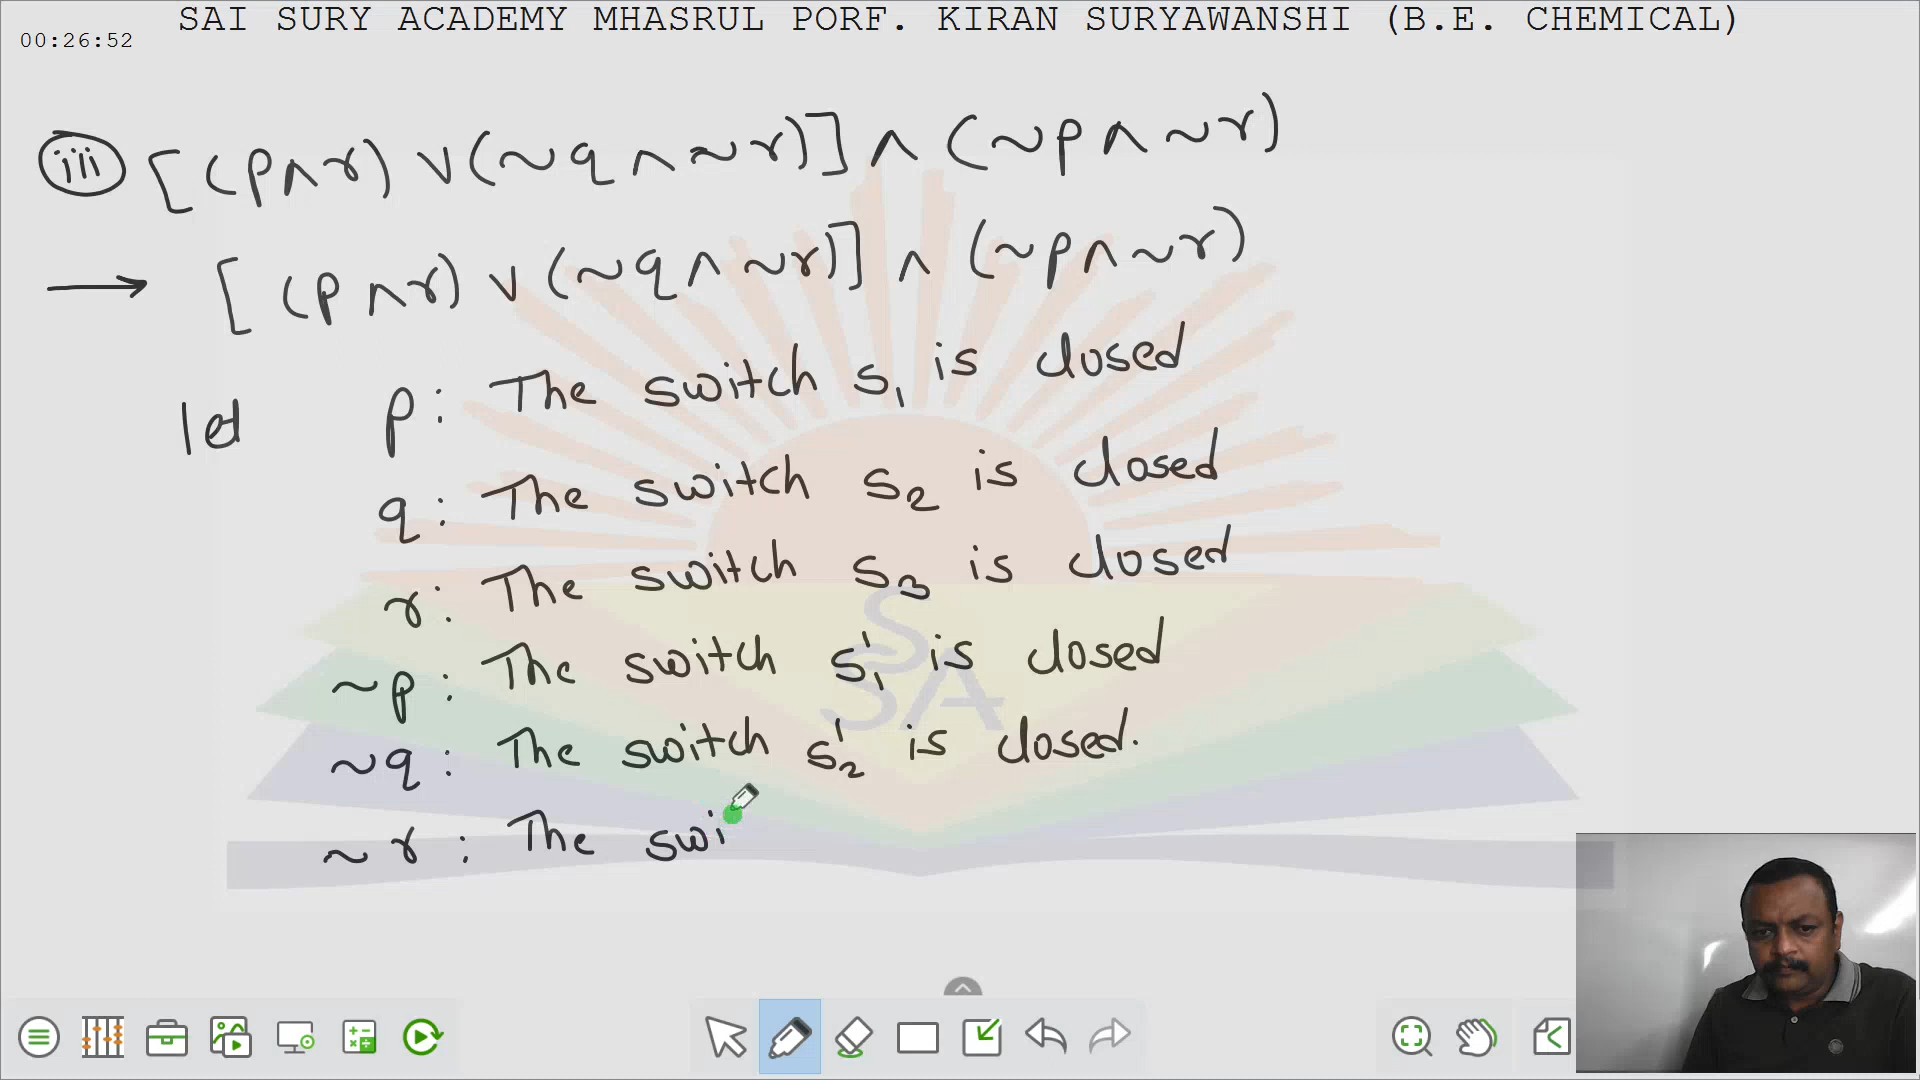 SAI SURY ACADEMY MHASRUL PORF. KIRAN SURYAWANSHI (B.E. CHEMICAL)
00:26:52
(iii) [(p∧r) ∨ (~q ∧ ~r)] ∧ (~p ∧ ~r)
→ [(p∧r) ∨ (~q ∧ ~r)] ∧ (~p ∧ ~r)
let p: The switch s₁ is closed
q: The switch s₂ is closed
r: The switch s₃ is closed
~p: The switch s₁' is closed
~q: The switch s₂' is closed.
~r: The swi
SSA